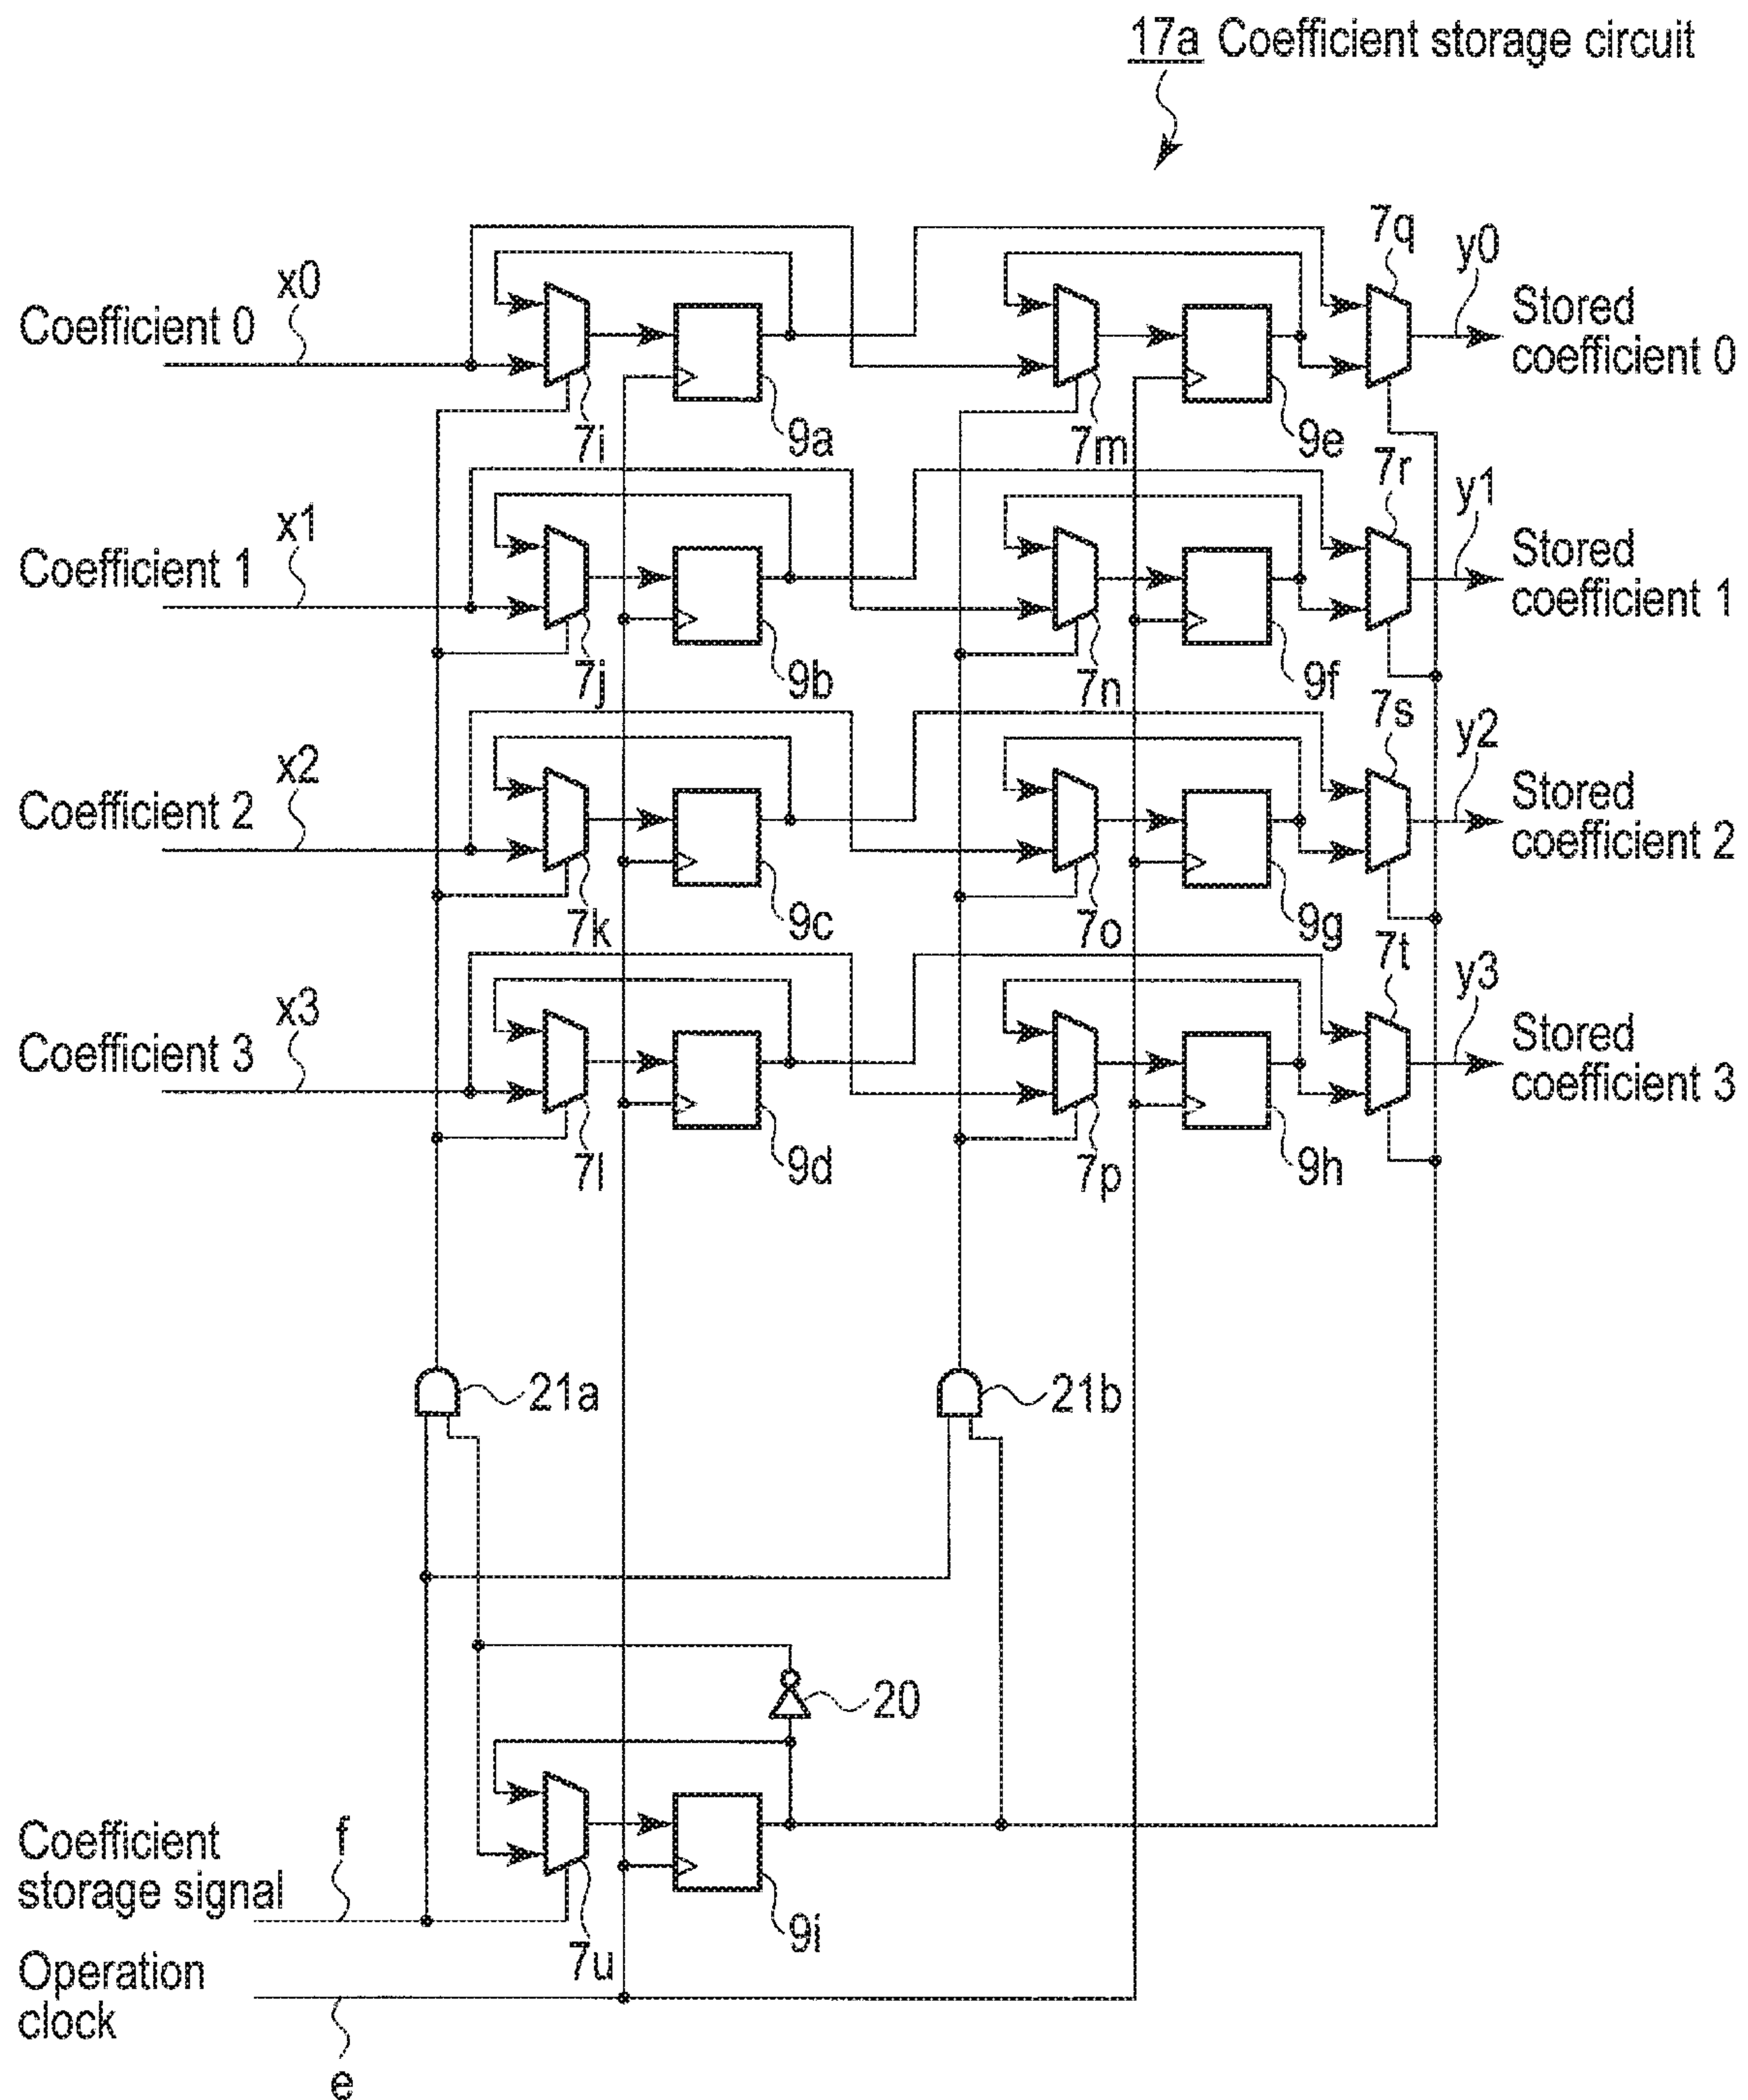 17a Coefficient storage circuit
7q
y0
x0
Coefficient 0
Stored
coefficient 0
7i
9a
7m
9e
7r
y1
x1
Coefficient 1
Stored
coefficient 1
7j
9b
7n
9f
7s
y2
x2
Coefficient 2
Stored
coefficient 2
7k
9c
7o
9g
7t
y3
x3
Coefficient 3
Stored
coefficient 3
7l
9d
7p
9h
21a
21b
20
Coefficient
storage signal
f
7u
9i
Operation
clock
e